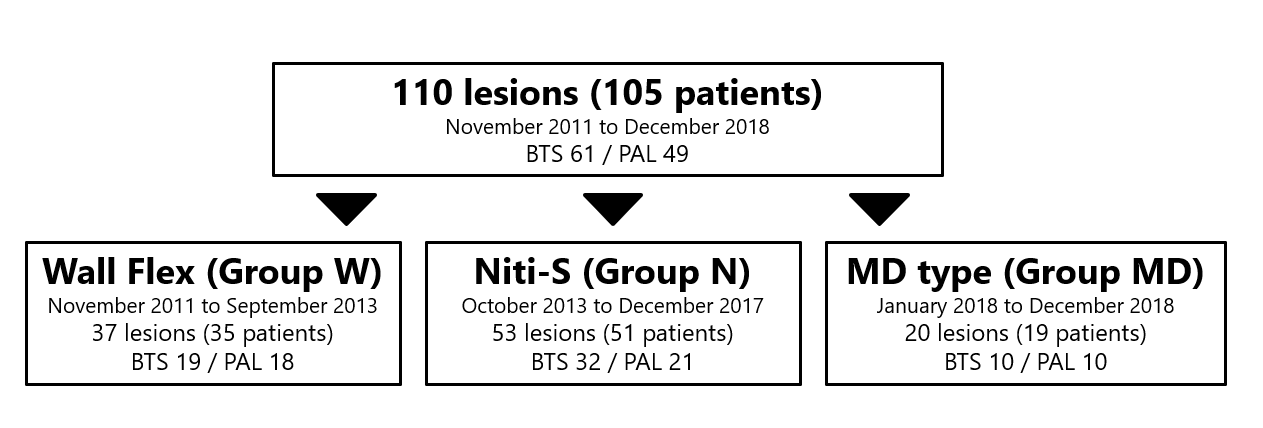 110 lesions (105 patients)
November 2011 to December 2018
BTS 61 / PAL 49
Wall Flex (Group W)
November 2011 to September 2013
37 lesions (35 patients)
BTS 19 / PAL 18
Niti-S (Group N)
October 2013 to December 2017
53 lesions (51 patients)
BTS 32 / PAL 21
MD type (Group MD)
January 2018 to December 2018
20 lesions (19 patients)
BTS 10 / PAL 10